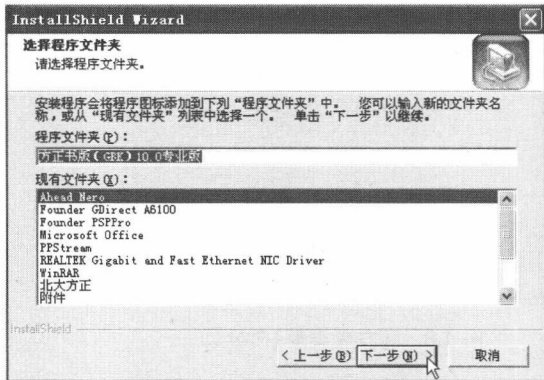 InstallShield Wizard
选择程序文件夹
请选择程序文件夹。
安装程序会将程序图标添加到下列“程序文件夹”中。 您可以输入新的文件夹名
称，或从“现有文件夹”列表中选择一个。 单击“下一步”以继续。
程序文件夹(P)：
方正书版(GBK)10.0专业版
现有文件夹(X)：
Ahead Nero
Founder GDirect A6100
Founder PSPPro
Microsoft Office
PPStream
REALTEK Gigabit and Fast Ethernet NIC Driver
WinRAR
北大方正
附件
InstallShield
< 上一步(B) 下一步(N) > 取消